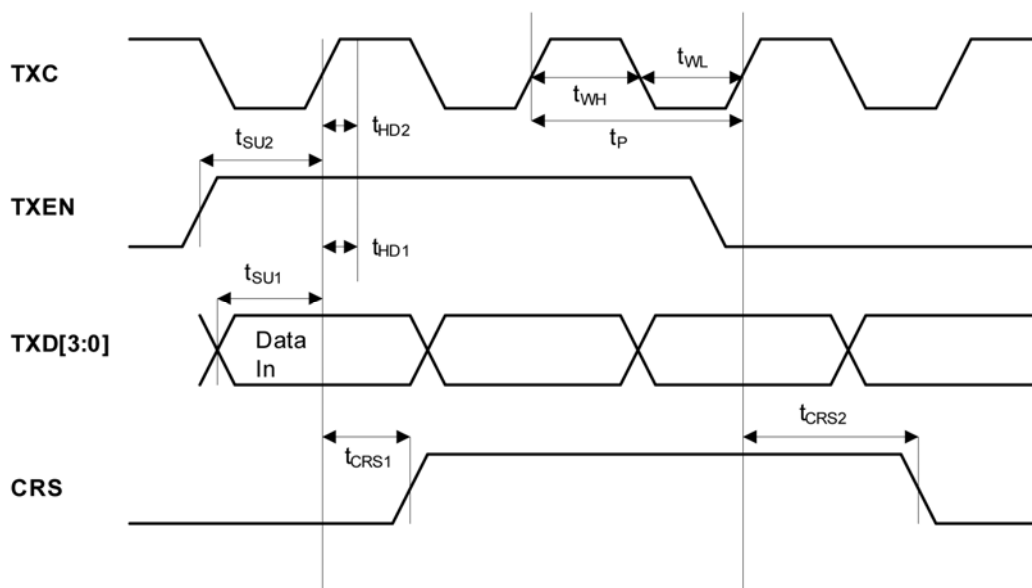 TXC
tWL
tWH
tHD2
tP
tSU2
TXEN
tHD1
tSU1
TXD[3:0]
Data
In
tCRS2
tCRS1
CRS